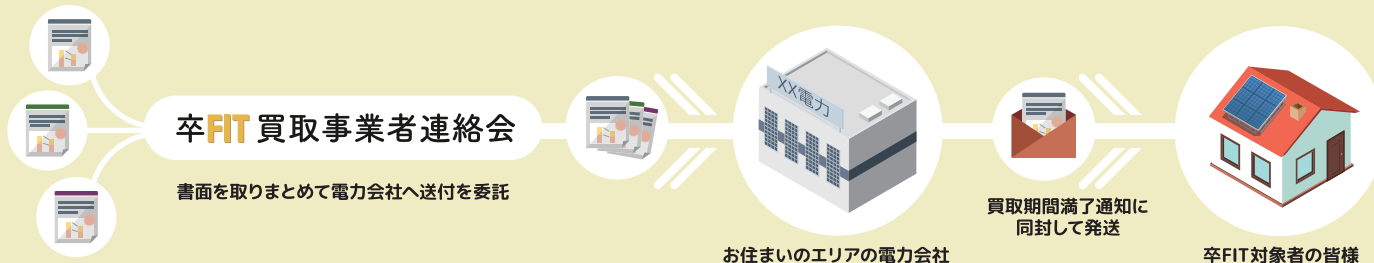 卒FIT 買取事業者連絡会
書面を取りまとめて電力会社へ送付を委託
XX電力
お住まいのエリアの電力会社
買取期間満了通知に
同封して発送
卒FIT対象者の皆様